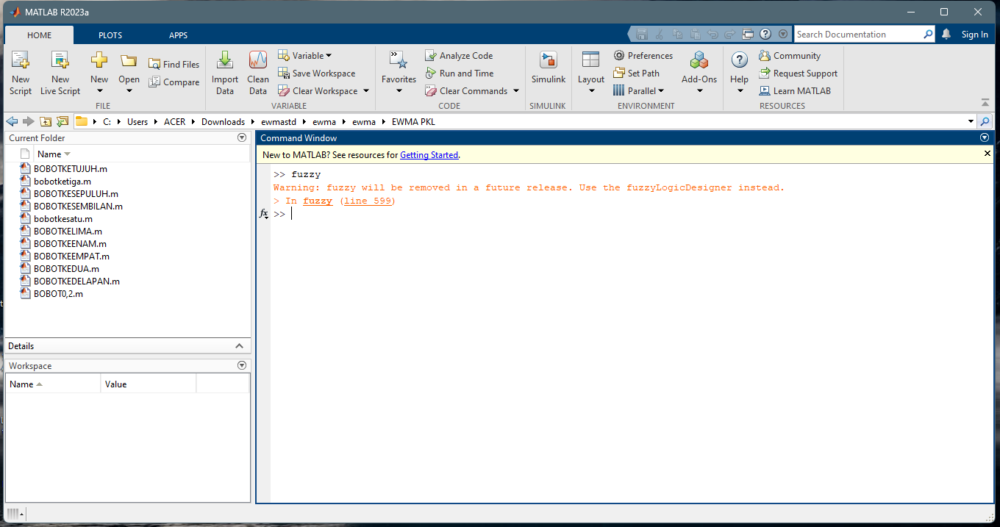 MATLAB R2023a
HOME
PLOTS
APPS
Search Documentation
Sign In
New Script
New Live Script
New
Open
Find Files
Compare
FILE
Import Data
Clean Data
Variable
Save Workspace
Clear Workspace
VARIABLE
Favorites
Analyze Code
Run and Time
Clear Commands
CODE
Simulink
SIMULINK
Layout
Preferences
Set Path
Parallel
Add-Ons
ENVIRONMENT
Help
Community
Request Support
Learn MATLAB
RESOURCES
C: Users ACER Downloads ewmastd ewma ewma EWMA PKL
Current Folder
Name
BOBOTKETUJUH.m
bobotketiga.m
BOBOTKESEPULUH.m
BOBOTKESEMBILAN.m
bobotkesatu.m
BOBOTKELIMA.m
BOBOTKEENAM.m
BOBOTKEEMPAT.m
BOBOTKEDUA.m
BOBOTKEDELAPAN.m
BOBOT0,2.m
Details
Workspace
Name
Value
Command Window
New to MATLAB? See resources for Getting Started.
>> fuzzy
Warning: fuzzy will be removed in a future release. Use the fuzzyLogicDesigner instead.
> In fuzzy (line 599)
fx >>